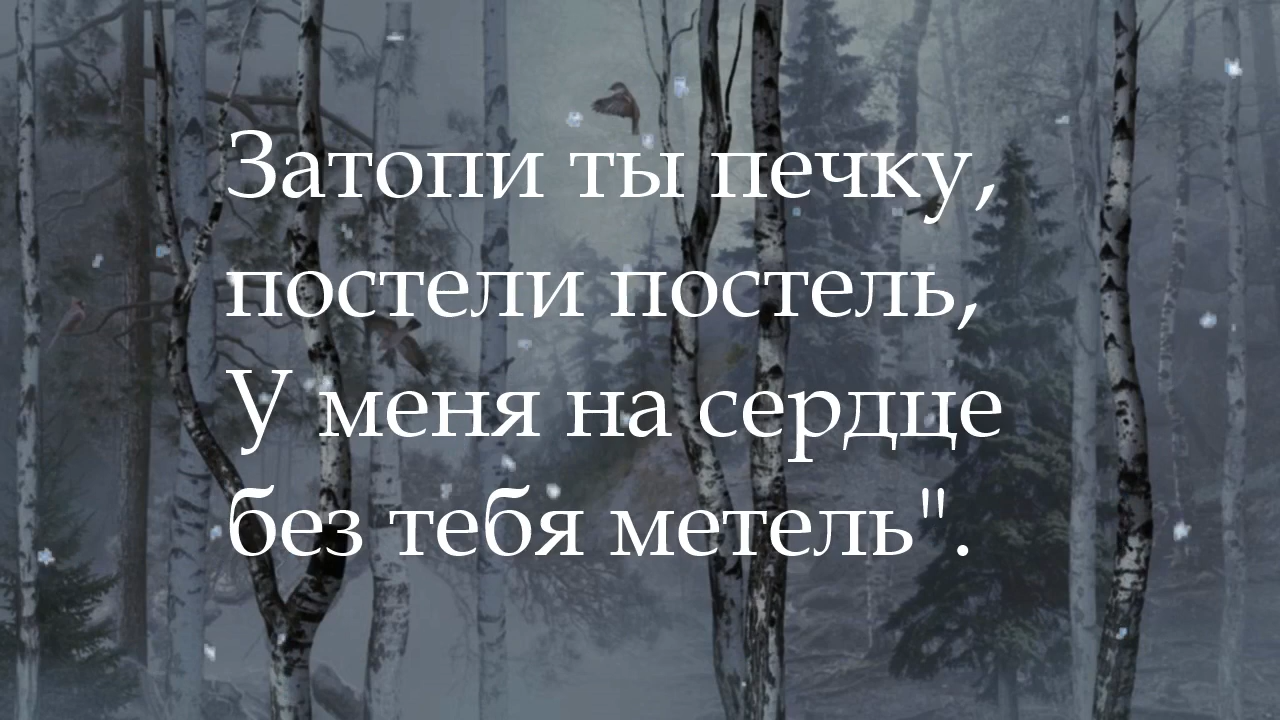 Затопи ты печку,
постели постель,
У меня на сердце
без тебя метель".